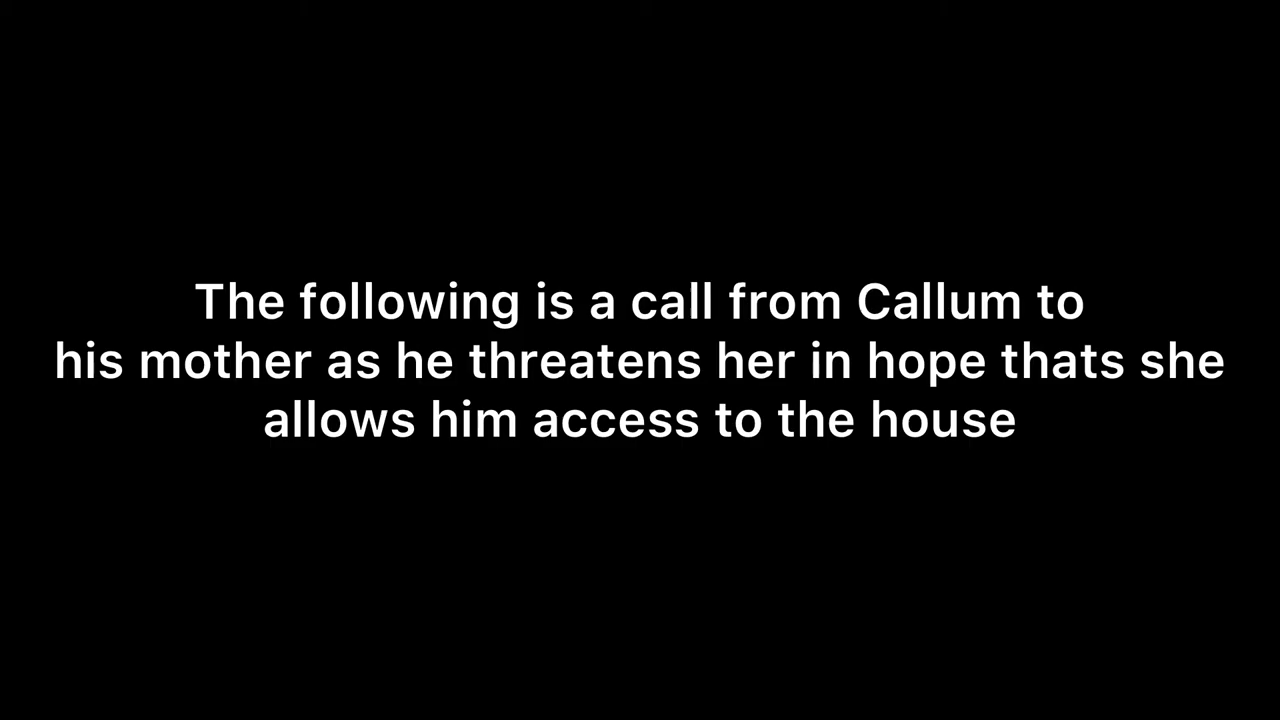 The following is a call from Callum to
his mother as he threatens her in hope thats she
allows him access to the house